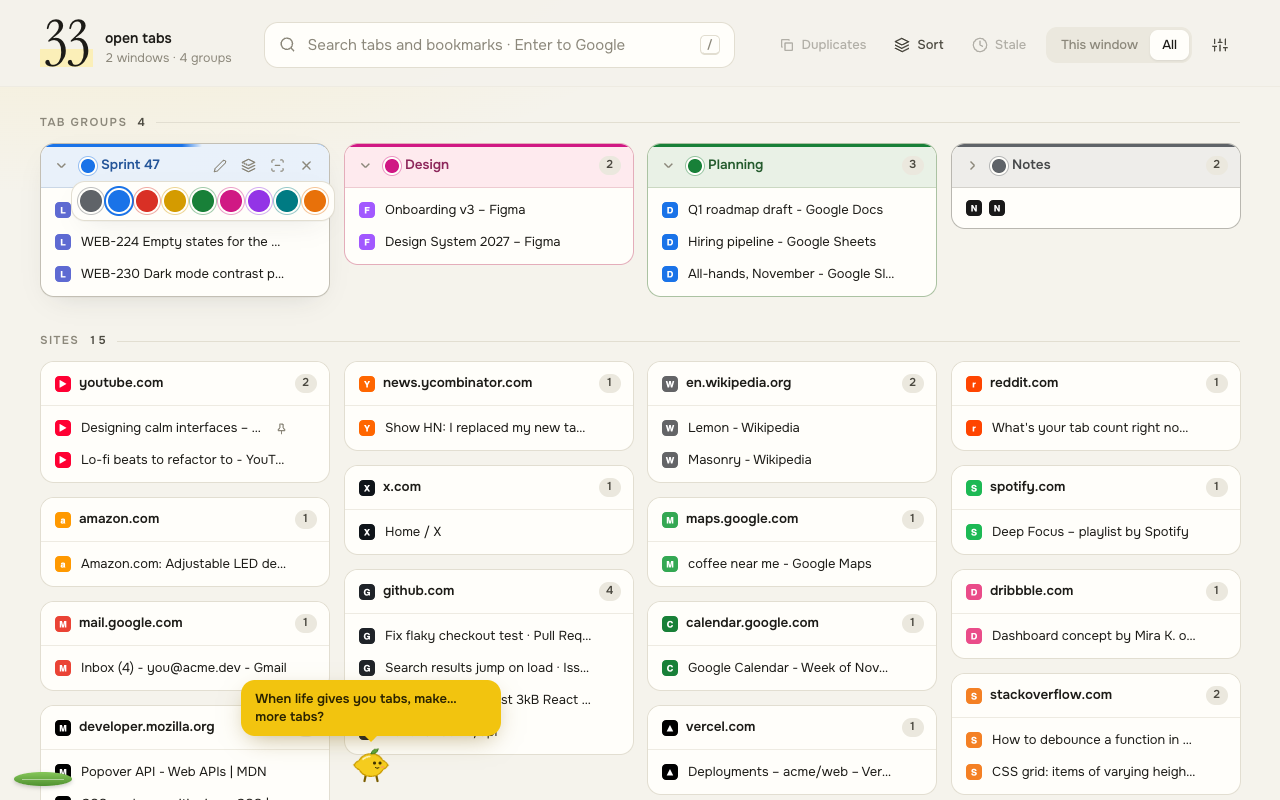 33
open tabs
2 windows · 4 groups
Search tabs and bookmarks · Enter to Google
/
Duplicates
Sort
Stale
This window
All
TAB GROUPS 4
Sprint 47
L
WEB-224 Empty states for the ...
L
WEB-230 Dark mode contrast p...
L
Design
2
F
Onboarding v3 – Figma
F
Design System 2027 – Figma
Planning
3
D
Q1 roadmap draft - Google Docs
D
Hiring pipeline - Google Sheets
D
All-hands, November - Google Sl...
Notes
2
N N
SITES 15
youtube.com
2
Designing calm interfaces – ...
Lo-fi beats to refactor to - YouT...
a
amazon.com
1
a
Amazon.com: Adjustable LED de...
M
mail.google.com
1
M
Inbox (4) - you@acme.dev - Gmail
M
developer.mozilla.org
M
Popover API - Web APIs | MDN
Y
news.ycombinator.com
1
Y
Show HN: I replaced my new ta...
X
x.com
1
X
Home / X
G
github.com
4
G
Fix flaky checkout test · Pull Req...
G
Search results jump on load · Iss...
st 3kB React ...
When life gives you tabs, make...
more tabs?
W
en.wikipedia.org
2
W
Lemon - Wikipedia
W
Masonry - Wikipedia
M
maps.google.com
1
M
coffee near me - Google Maps
C
calendar.google.com
1
C
Google Calendar - Week of Nov...
vercel.com
1
Deployments – acme/web – Ver...
r
reddit.com
1
r
What's your tab count right no...
S
spotify.com
1
S
Deep Focus – playlist by Spotify
D
dribbble.com
1
D
Dashboard concept by Mira K. o...
S
stackoverflow.com
2
S
How to debounce a function in ...
S
CSS grid: items of varying heigh...